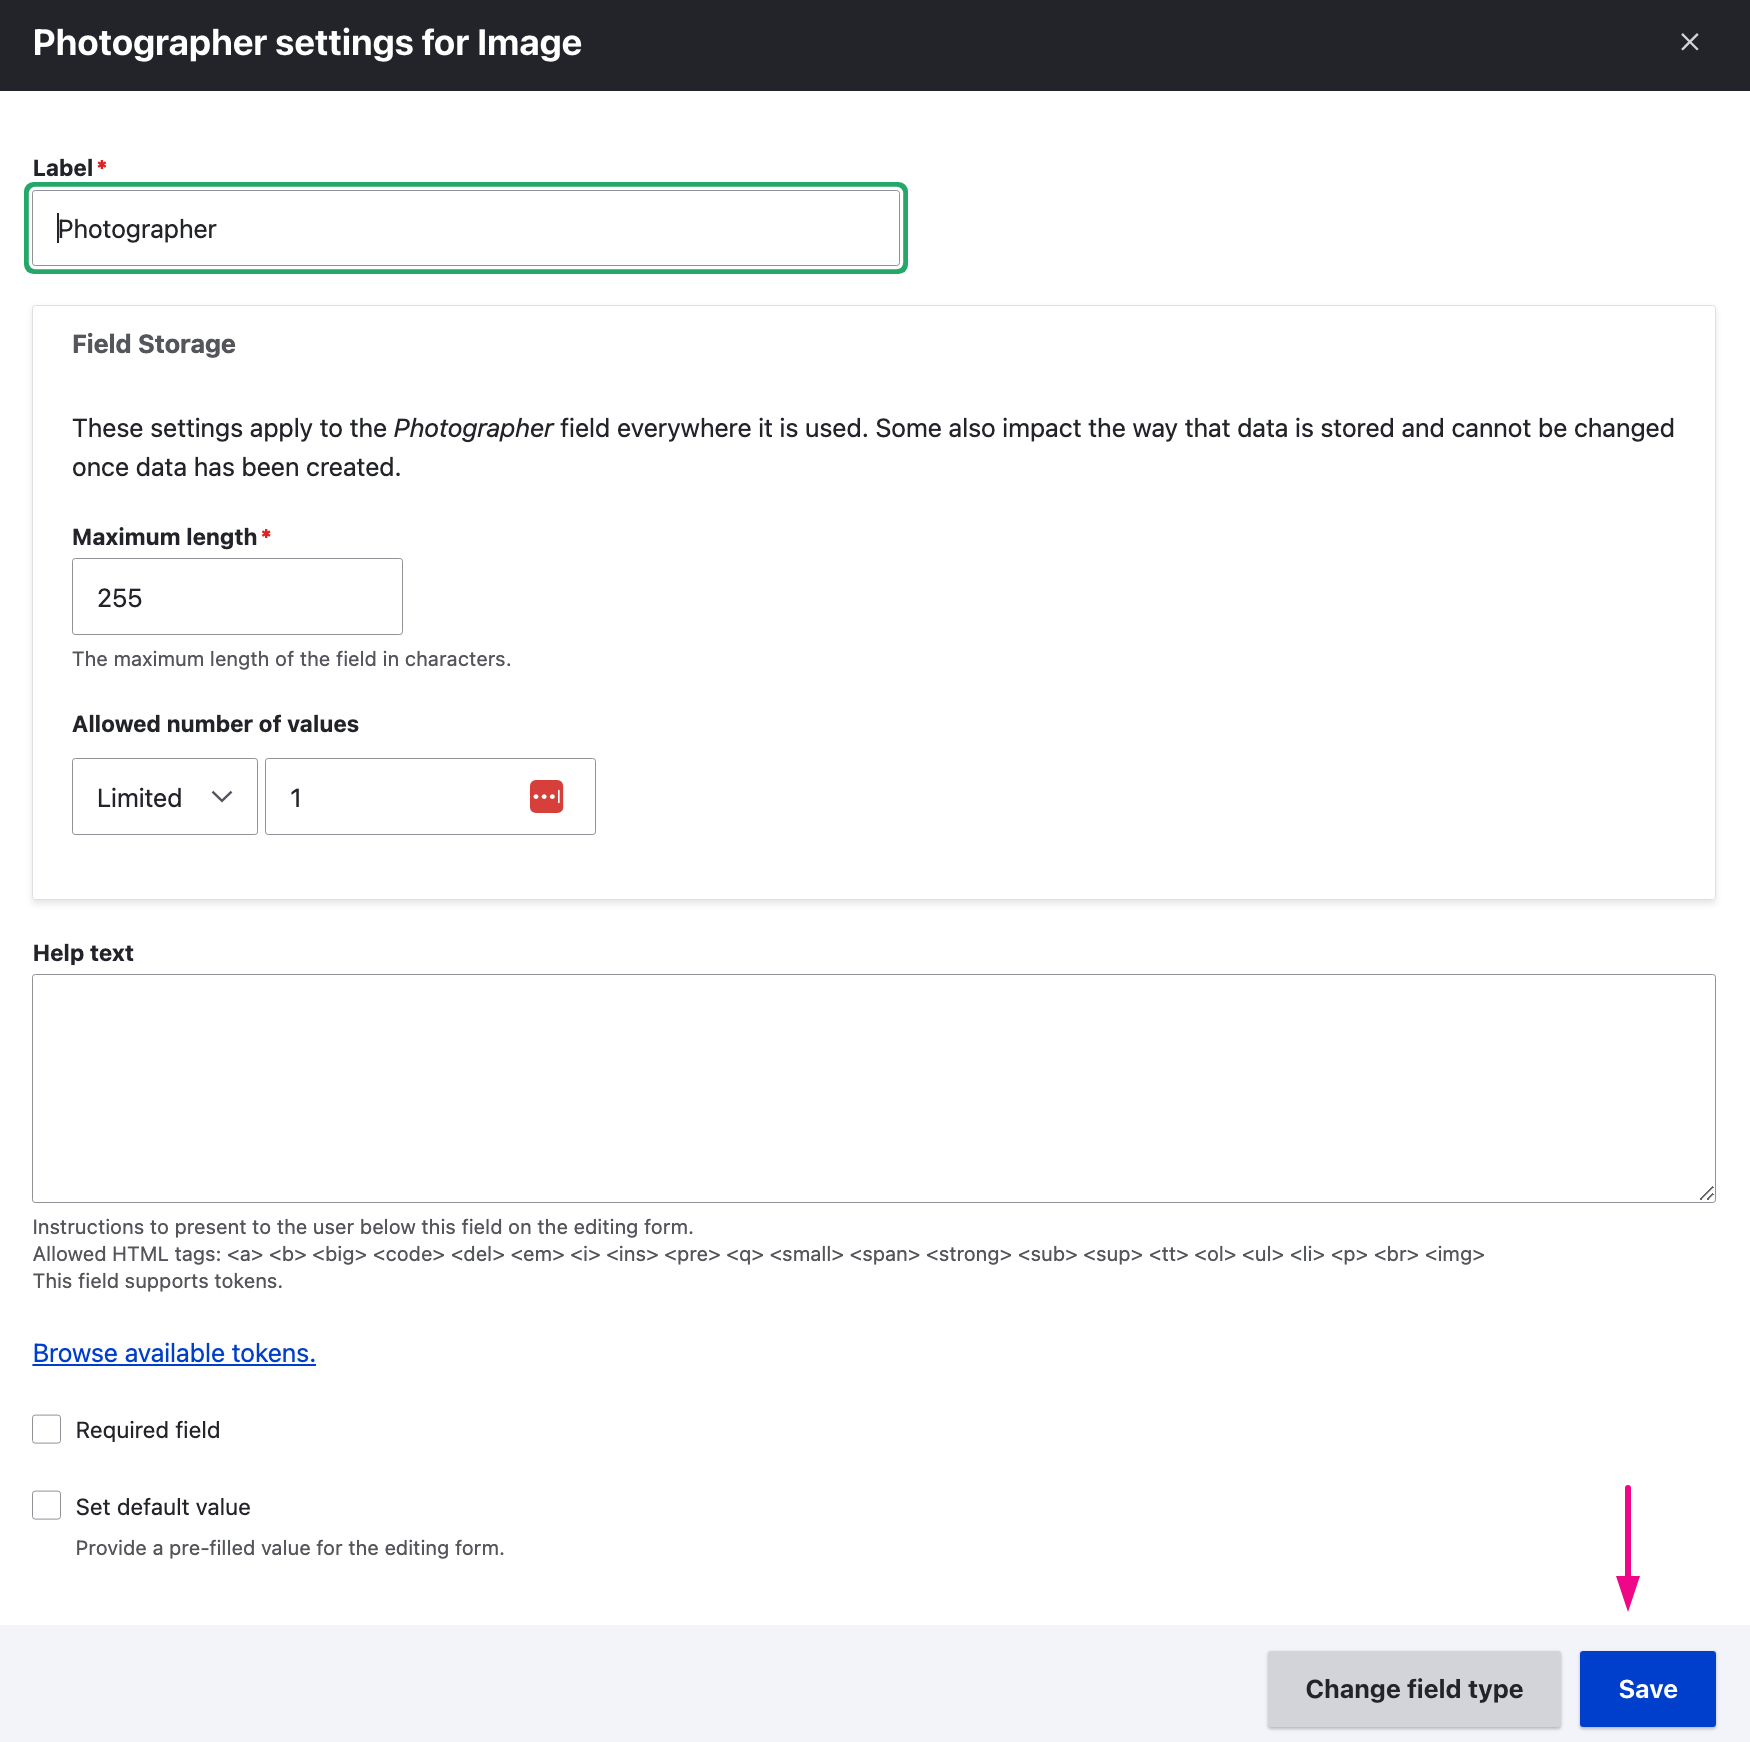 Photographer settings for Image
Label*
Photographer
Field Storage
These settings apply to the Photographer field everywhere it is used. Some also impact the way that data is stored and cannot be changed
once data has been created.
Maximum length*
255
The maximum length of the field in characters.
Allowed number of values
Limited 1
Help text
Instructions to present to the user below this field on the editing form.
Allowed HTML tags: <a> <b> <big> <code> <del> <em> <i> <ins> <pre> <q> <small> <span> <strong> <sub> <sup> <tt> <ol> <ul> <li> <p> <br> <img>
This field supports tokens.
Browse available tokens.
Required field
Set default value
Provide a pre-filled value for the editing form.
Change field type Save